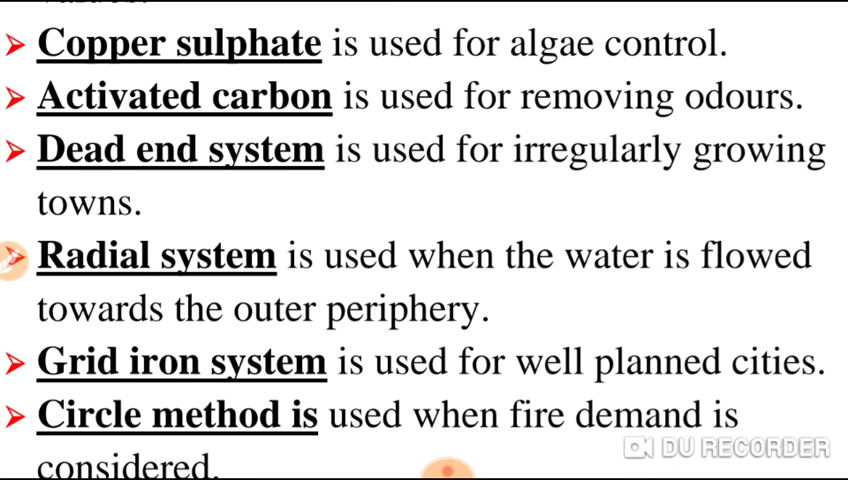 ➢ Copper sulphate is used for algae control.
➢ Activated carbon is used for removing odours.
➢ Dead end system is used for irregularly growing
towns.
➢ Radial system is used when the water is flowed
towards the outer periphery.
➢ Grid iron system is used for well planned cities.
➢ Circle method is used when fire demand is
considered.
DU RECORDER